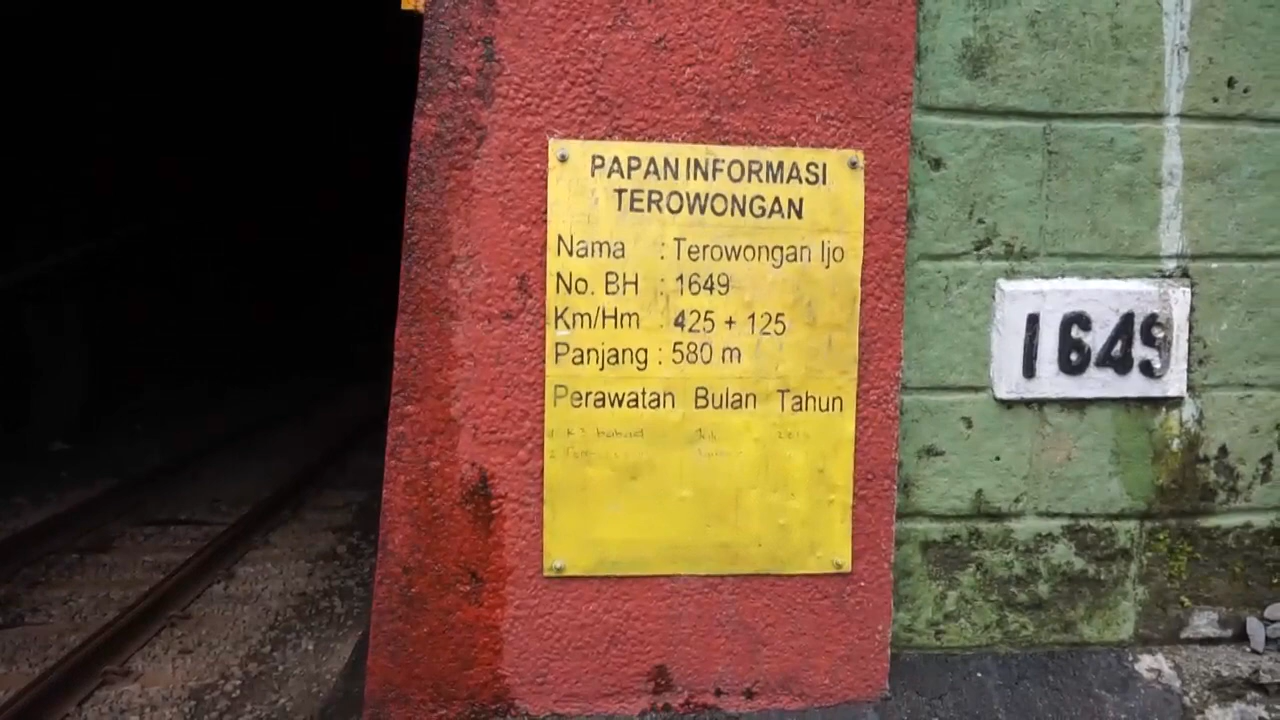 PAPAN INFORMASI
TEROWONGAN
Nama : Terowongan Ijo
No. BH : 1649
Km/Hm : 425 + 125
Panjang : 580 m
Perawatan Bulan Tahun
1649